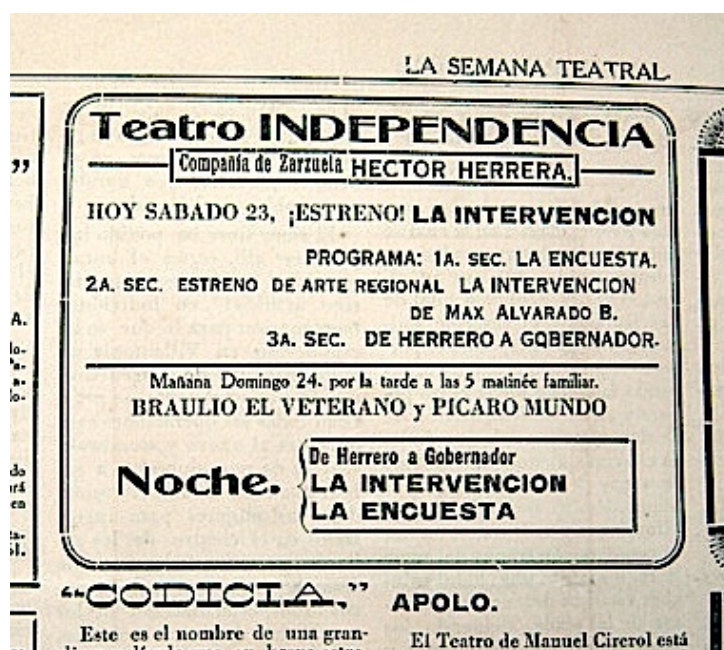 LA SEMANA TEATRAL.
Teatro INDEPENDENCIA
Compañia de Zarzuela HECTOR HERRERA.
HOY SABADO 23, ¡ESTRENO! LA INTERVENCION
PROGRAMA: 1A. SEC. LA ENCUESTA.
2A. SEC. ESTRENO DE ARTE REGIONAL LA INTERVENCION
DE MAX ALVARADO B.
3A. SEC. DE HERRERO A GOBERNADOR.
Mañana Domingo 24. por la tarde a las 5 matinée familiar.
BRAULIO EL VETERANO y PICARO MUNDO
Noche.
De Herrero a Gobernador
LA INTERVENCION
LA ENCUESTA
"CODICIA,"
Este es el nombre de una gran-
APOLO.
El Teatro de Manuel Cirerol está